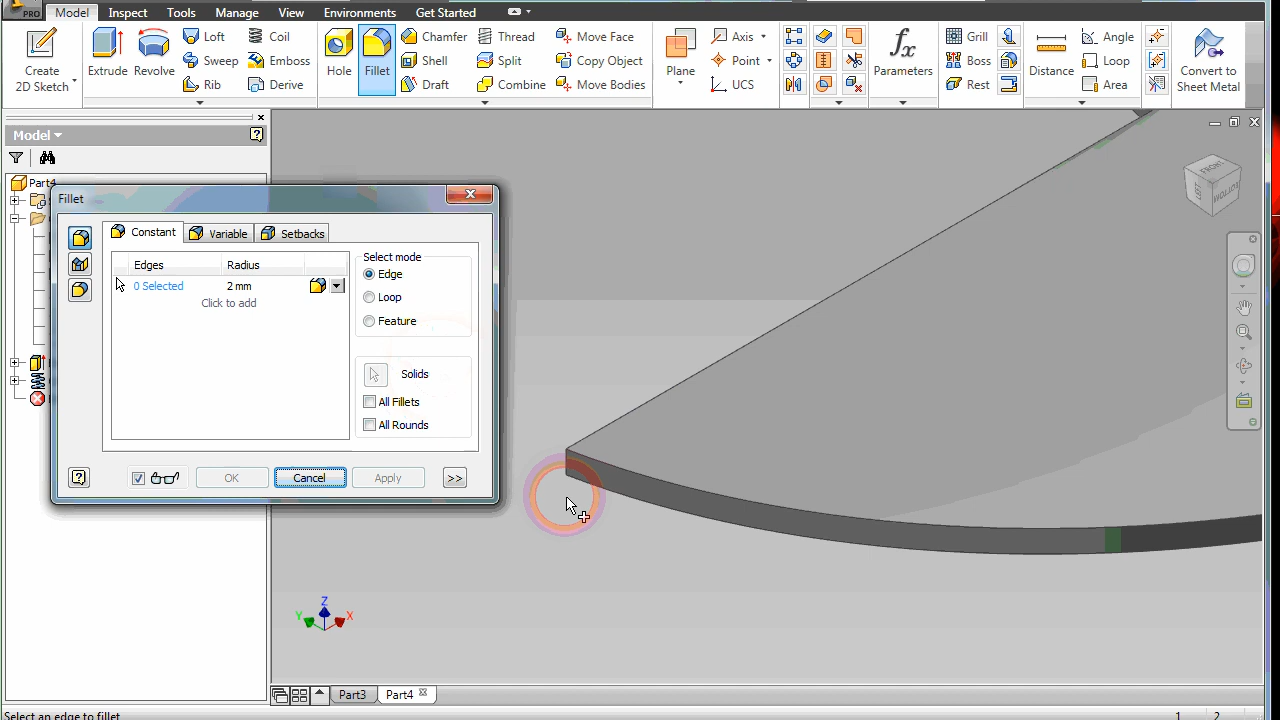 PRO
Model Inspect Tools Manage View Environments Get Started
Create
2D Sketch
Extrude
Revolve
Loft
Sweep
Rib
Coil
Emboss
Derive
Hole
Fillet
Chamfer
Shell
Draft
Thread
Split
Combine
Move Face
Copy Object
Move Bodies
Plane
Axis
Point
UCS
fx
Parameters
Grill
Boss
Rest
Distance
Angle
Loop
Area
Convert to
Sheet Metal
Model
Part4
Fillet
Constant Variable Setbacks
Edges Radius
0 Selected 2 mm
Click to add
Select mode
Edge
Loop
Feature
Solids
All Fillets
All Rounds
OK Cancel Apply >>
FRONT
BOTTOM
Z
Y X
Part3 Part4
Select an edge to fillet
1 2